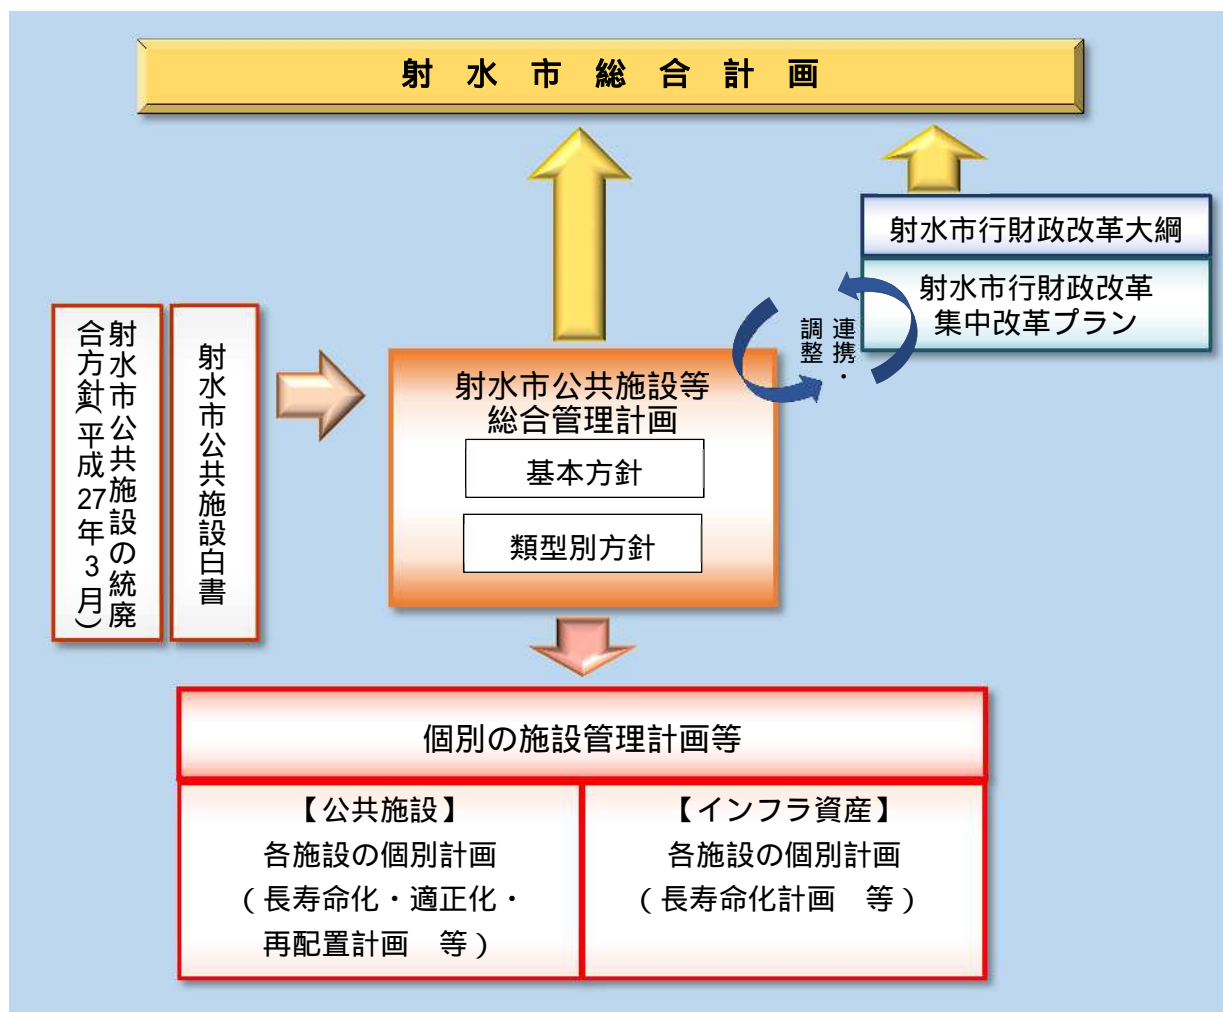 射水市総合計画
射水市行財政改革大綱
射水市行財政改革
集中改革プラン
連携・
調整
射水市公共施設の統廃
合方針(平成27年3月)
射水市公共施設白書
射水市公共施設等
総合管理計画
基本方針
類型別方針
個別の施設管理計画等
【公共施設】
各施設の個別計画
(長寿命化・適正化・
再配置計画 等)
【インフラ資産】
各施設の個別計画
(長寿命化計画 等)